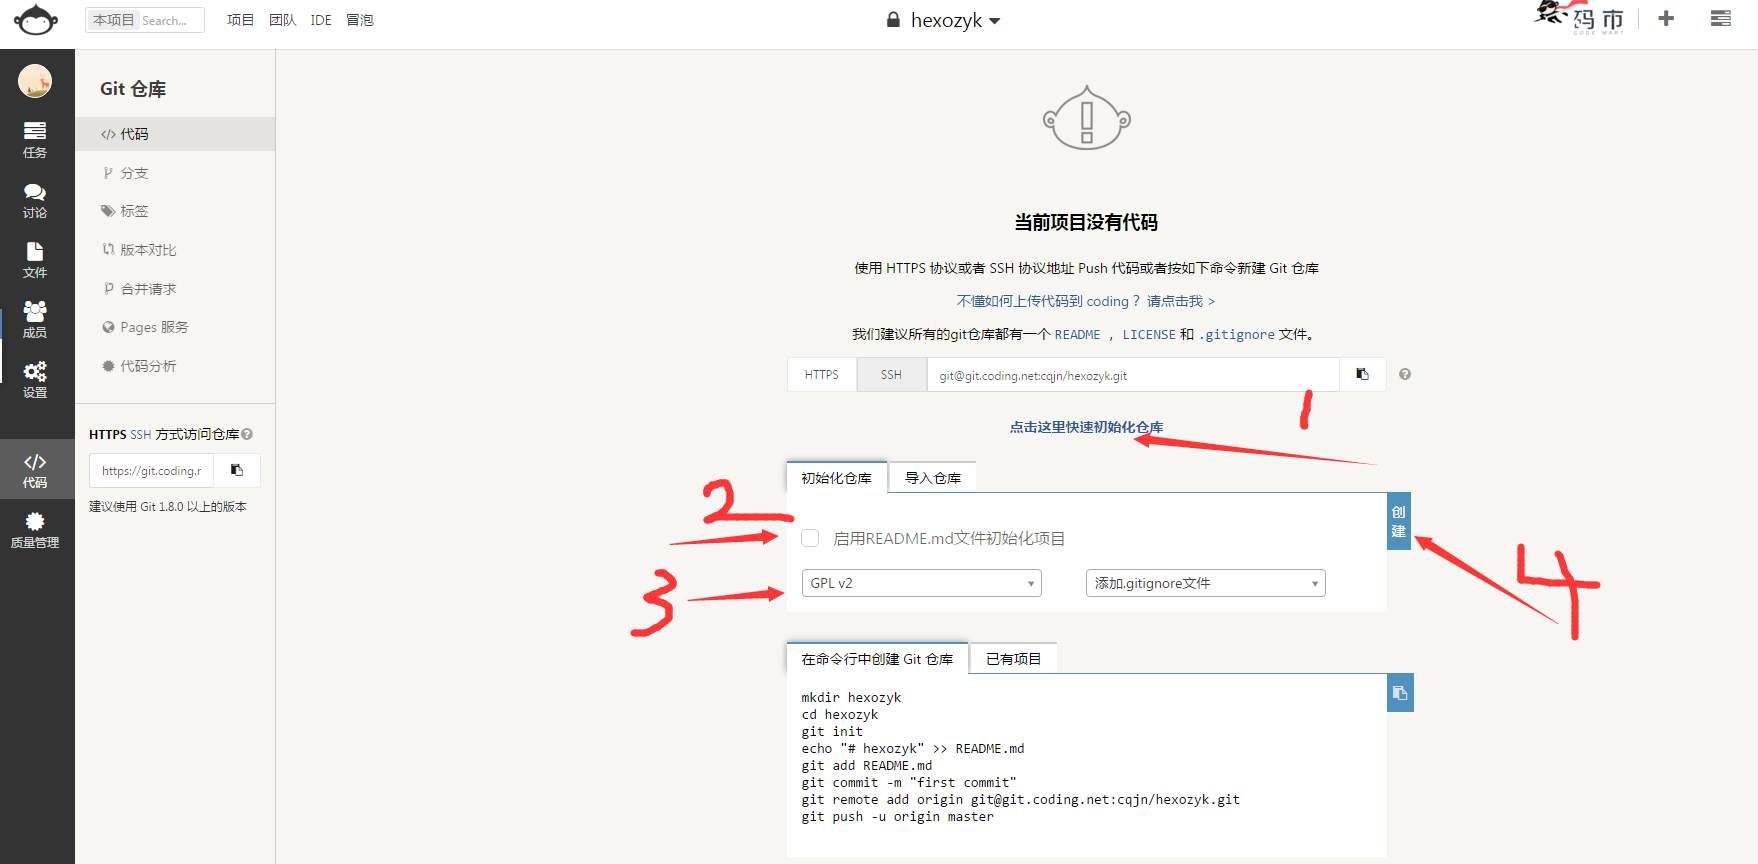 本项目 Search...
项目 团队 IDE 冒泡
hexozyk
码市
CODE MART
任务
讨论
文件
成员
设置
代码
质量管理
Git 仓库
代码
分支
标签
版本对比
合并请求
Pages 服务
代码分析
HTTPS SSH 方式访问仓库
https://git.coding.r
建议使用 Git 1.8.0 以上的版本
当前项目没有代码
使用 HTTPS 协议或者 SSH 协议地址 Push 代码或者按如下命令新建 Git 仓库
不懂如何上传代码到 coding ? 请点击我 >
我们建议所有的git仓库都有一个 README , LICENSE 和 .gitignore 文件。
HTTPS SSH git@git.coding.net:cqjn/hexozyk.git
1
点击这里快速初始化仓库
初始化仓库 导入仓库
创建
2
启用README.md文件初始化项目
3
GPL v2 添加.gitignore文件
4
在命令行中创建 Git 仓库 已有项目
mkdir hexozyk
cd hexozyk
git init
echo "# hexozyk" >> README.md
git add README.md
git commit -m "first commit"
git remote add origin git@git.coding.net:cqjn/hexozyk.git
git push -u origin master